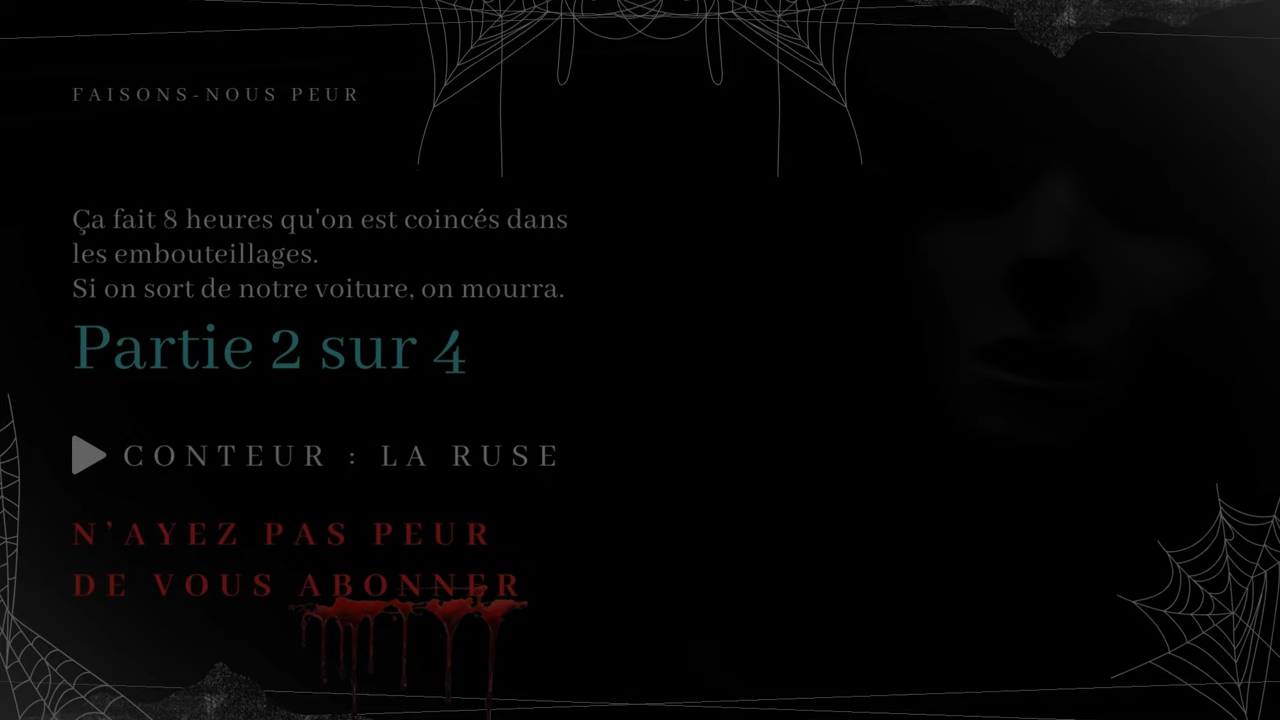 FAISONS-NOUS PEUR
Ça fait 8 heures qu'on est coincés dans
les embouteillages.
Si on sort de notre voiture, on mourra.
Partie 2 sur 4
CONTEUR : LA RUSE
N'AYEZ PAS PEUR
DE VOUS ABONNER